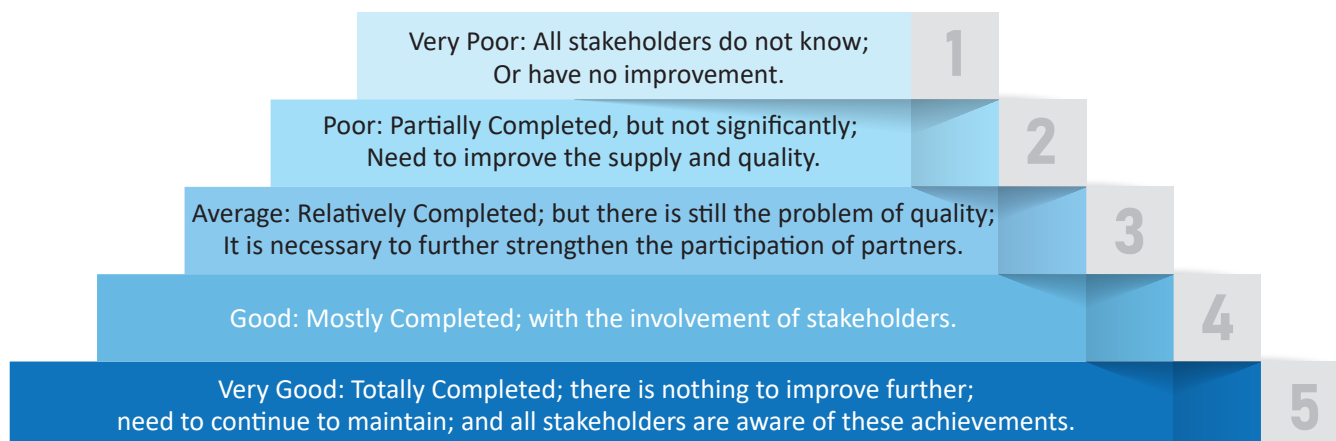 Very Poor: All stakeholders do not know;
Or have no improvement.
1
Poor: Partially Completed, but not significantly;
Need to improve the supply and quality.
2
Average: Relatively Completed; but there is still the problem of quality;
It is necessary to further strengthen the participation of partners.
3
Good: Mostly Completed; with the involvement of stakeholders.
4
Very Good: Totally Completed; there is nothing to improve further;
need to continue to maintain; and all stakeholders are aware of these achievements.
5